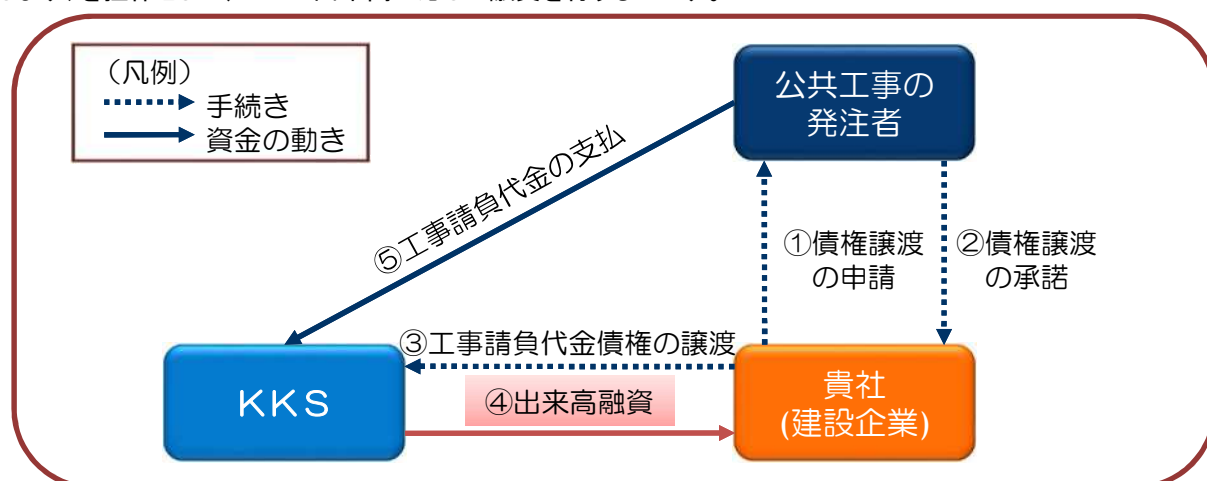 （凡例）
手続き
資金の動き
公共工事の
発注者
⑤工事請負代金の支払
①債権譲渡
の申請
②債権譲渡
の承諾
③工事請負代金債権の譲渡
KKS
④出来高融資
貴社
(建設企業)